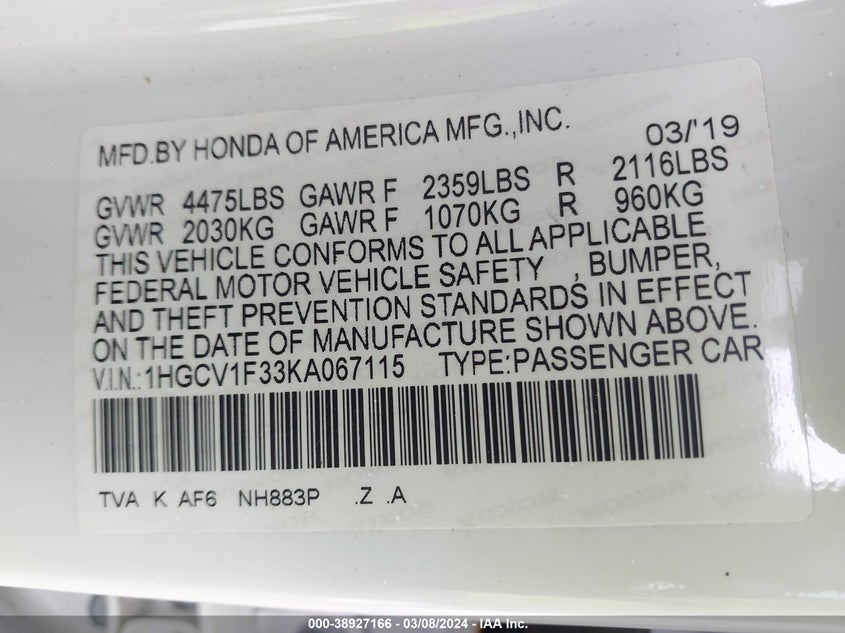 MFD.BY HONDA OF AMERICA MFG.,INC. 03/'19
GVWR 4475LBS GAWR F 2359LBS R 2116LBS
GVWR 2030KG GAWR F 1070KG R 960KG
THIS VEHICLE CONFORMS TO ALL APPLICABLE
FEDERAL MOTOR VEHICLE SAFETY , BUMPER,
AND THEFT PREVENTION STANDARDS IN EFFECT
ON THE DATE OF MANUFACTURE SHOWN ABOVE.
V.I.N.:1HGCV1F33KA067115 TYPE:PASSENGER CAR
TVA K AF6 NH883P .Z .A
000-38927166 - 03/08/2024 - IAA Inc.